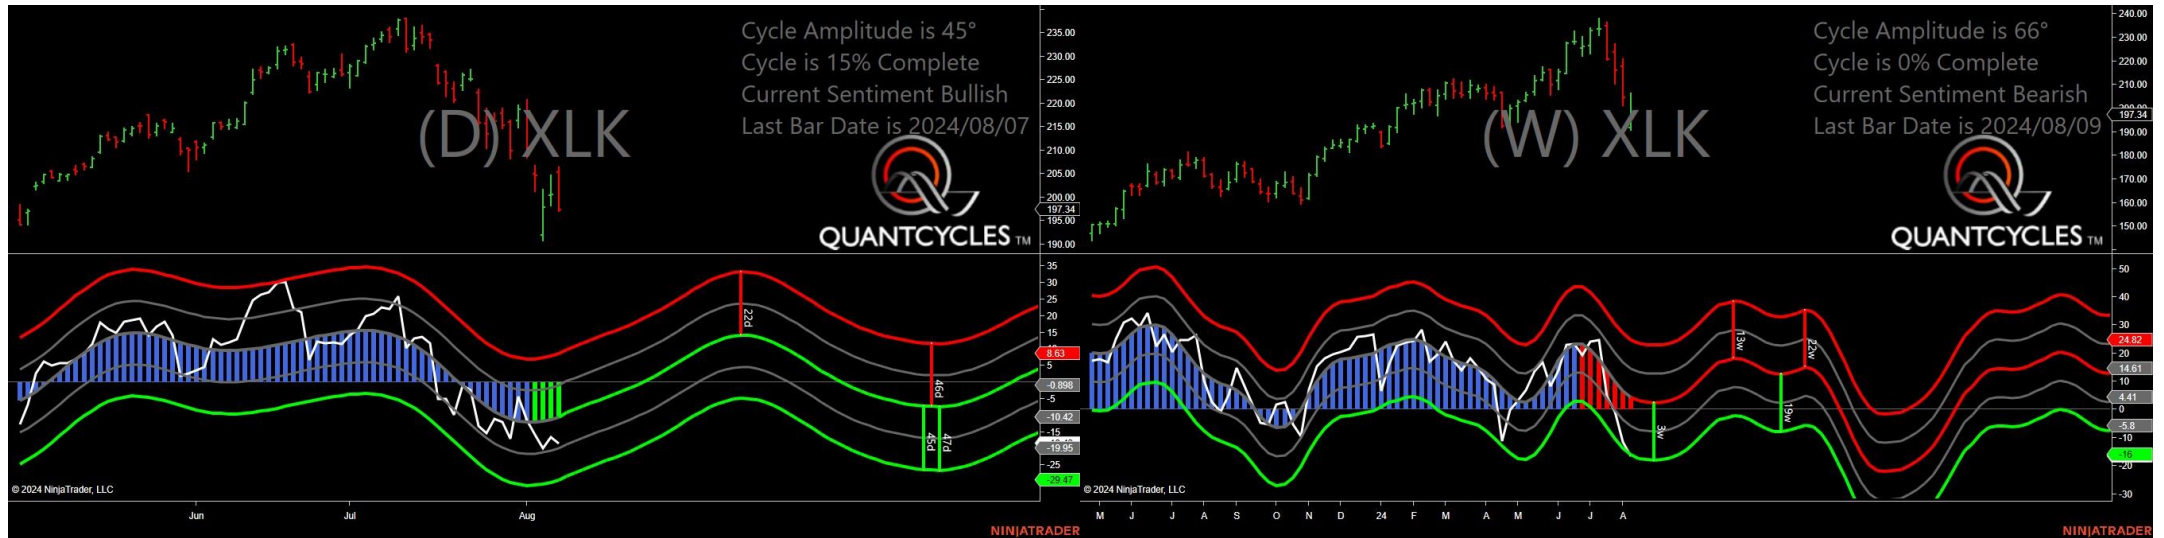 Cycle Amplitude is 45°
Cycle is 15% Complete
Current Sentiment Bullish
Last Bar Date is 2024/08/07
(D) XLK
QUANTCYCLES TM
235.00
230.00
225.00
220.00
215.00
210.00
205.00
200.00
197.34
195.00
190.00
35
30
25
20
15
8.63
5
-0.898
-5
-10.42
-15
-19.95
-25
-29.47
22d
46d
45d
47d
© 2024 NinjaTrader, LLC
Jun Jul Aug
NINJATRADER
Cycle Amplitude is 66°
Cycle is 0% Complete
Current Sentiment Bearish
Last Bar Date is 2024/08/09
(W) XLK
QUANTCYCLES TM
240.00
230.00
220.00
210.00
200.00
197.34
190.00
180.00
170.00
160.00
150.00
50
40
30
24.82
20
14.61
10
4.41
0
-5.8
-10
-16
-20
-30
13w
22w
19w
3w
© 2024 NinjaTrader, LLC
M J J A S O N D 24 F M A M J J A
NINJATRADER